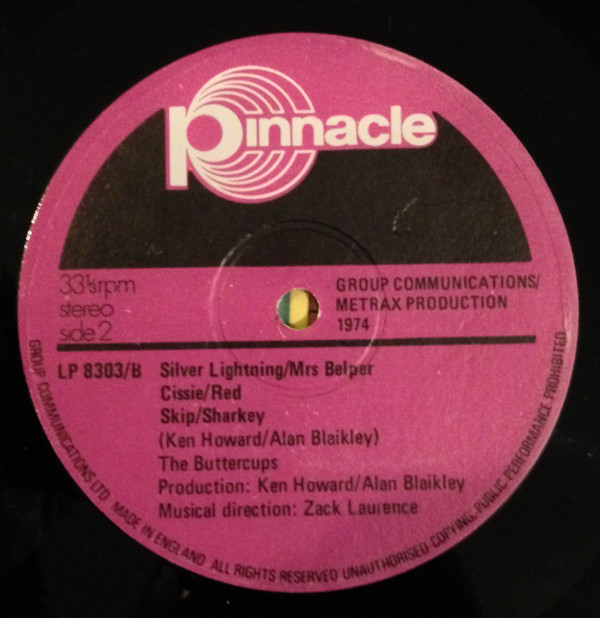 Pinnacle
33⅓rpm
stereo
side 2
GROUP COMMUNICATIONS/
METRAX PRODUCTION
1974
LP 8303/B
Silver Lightning/Mrs Belper
Cissie/Red
Skip/Sharkey
(Ken Howard/Alan Blaikley)
The Buttercups
Production: Ken Howard/Alan Blaikley
Musical direction: Zack Laurence
GROUP COMMUNICATIONS LTD. MADE IN ENGLAND. ALL RIGHTS RESERVED UNAUTHORISED COPYING, PUBLIC PERFORMANCE PROHIBITED